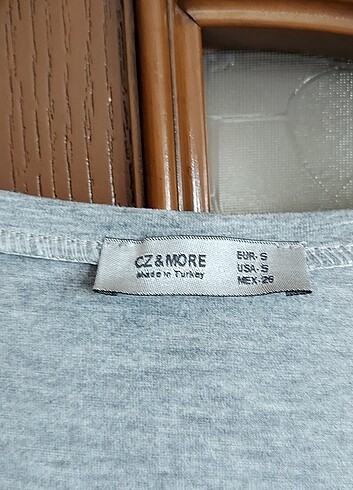 CZ & MORE
Made in Turkey
EUR-S
USA-S
MEX-26